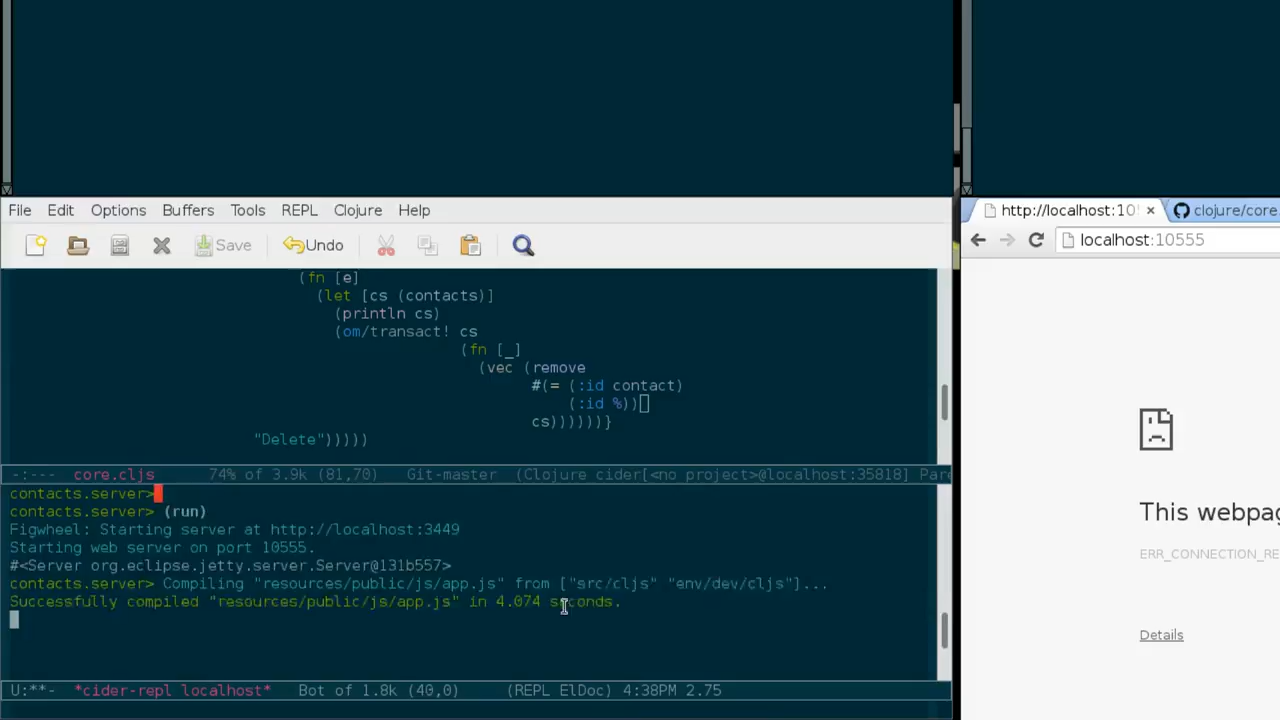 File Edit Options Buffers Tools REPL Clojure Help
Save Undo
(fn [e]
(let [cs (contacts)]
(println cs)
(om/transact! cs
(fn [_]
(vec (remove
#(= (:id contact)
(:id %))
cs))))))}
"Delete")))))
-:--- core.cljs 74% of 3.9k (81,70) Git-master (Clojure cider[<no project>@localhost:35818] Pare
contacts.server>
contacts.server> (run)
Figwheel: Starting server at http://localhost:3449
Starting web server on port 10555.
#<Server org.eclipse.jetty.server.Server@131b557>
contacts.server> Compiling "resources/public/js/app.js" from ["src/cljs" "env/dev/cljs"]...
Successfully compiled "resources/public/js/app.js" in 4.074 seconds.
U:**- *cider-repl localhost* Bot of 1.8k (40,0) (REPL ElDoc) 4:38PM 2.75
http://localhost:10
clojure/core
localhost:10555
This webpag
ERR_CONNECTION_RE
Details